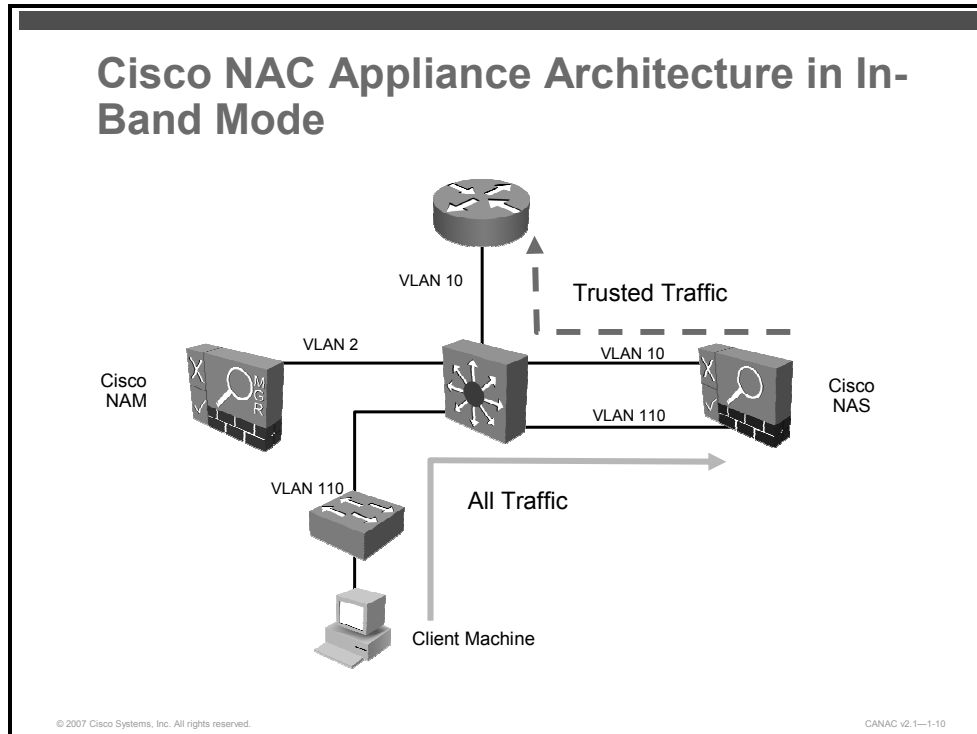 Cisco NAC Appliance Architecture in In-
Band Mode
VLAN 10
Trusted Traffic
VLAN 2
VLAN 10
Cisco
NAM
MGR
Cisco
NAS
VLAN 110
VLAN 110
All Traffic
Client Machine
© 2007 Cisco Systems, Inc. All rights reserved.
CANAC v2.1—1-10